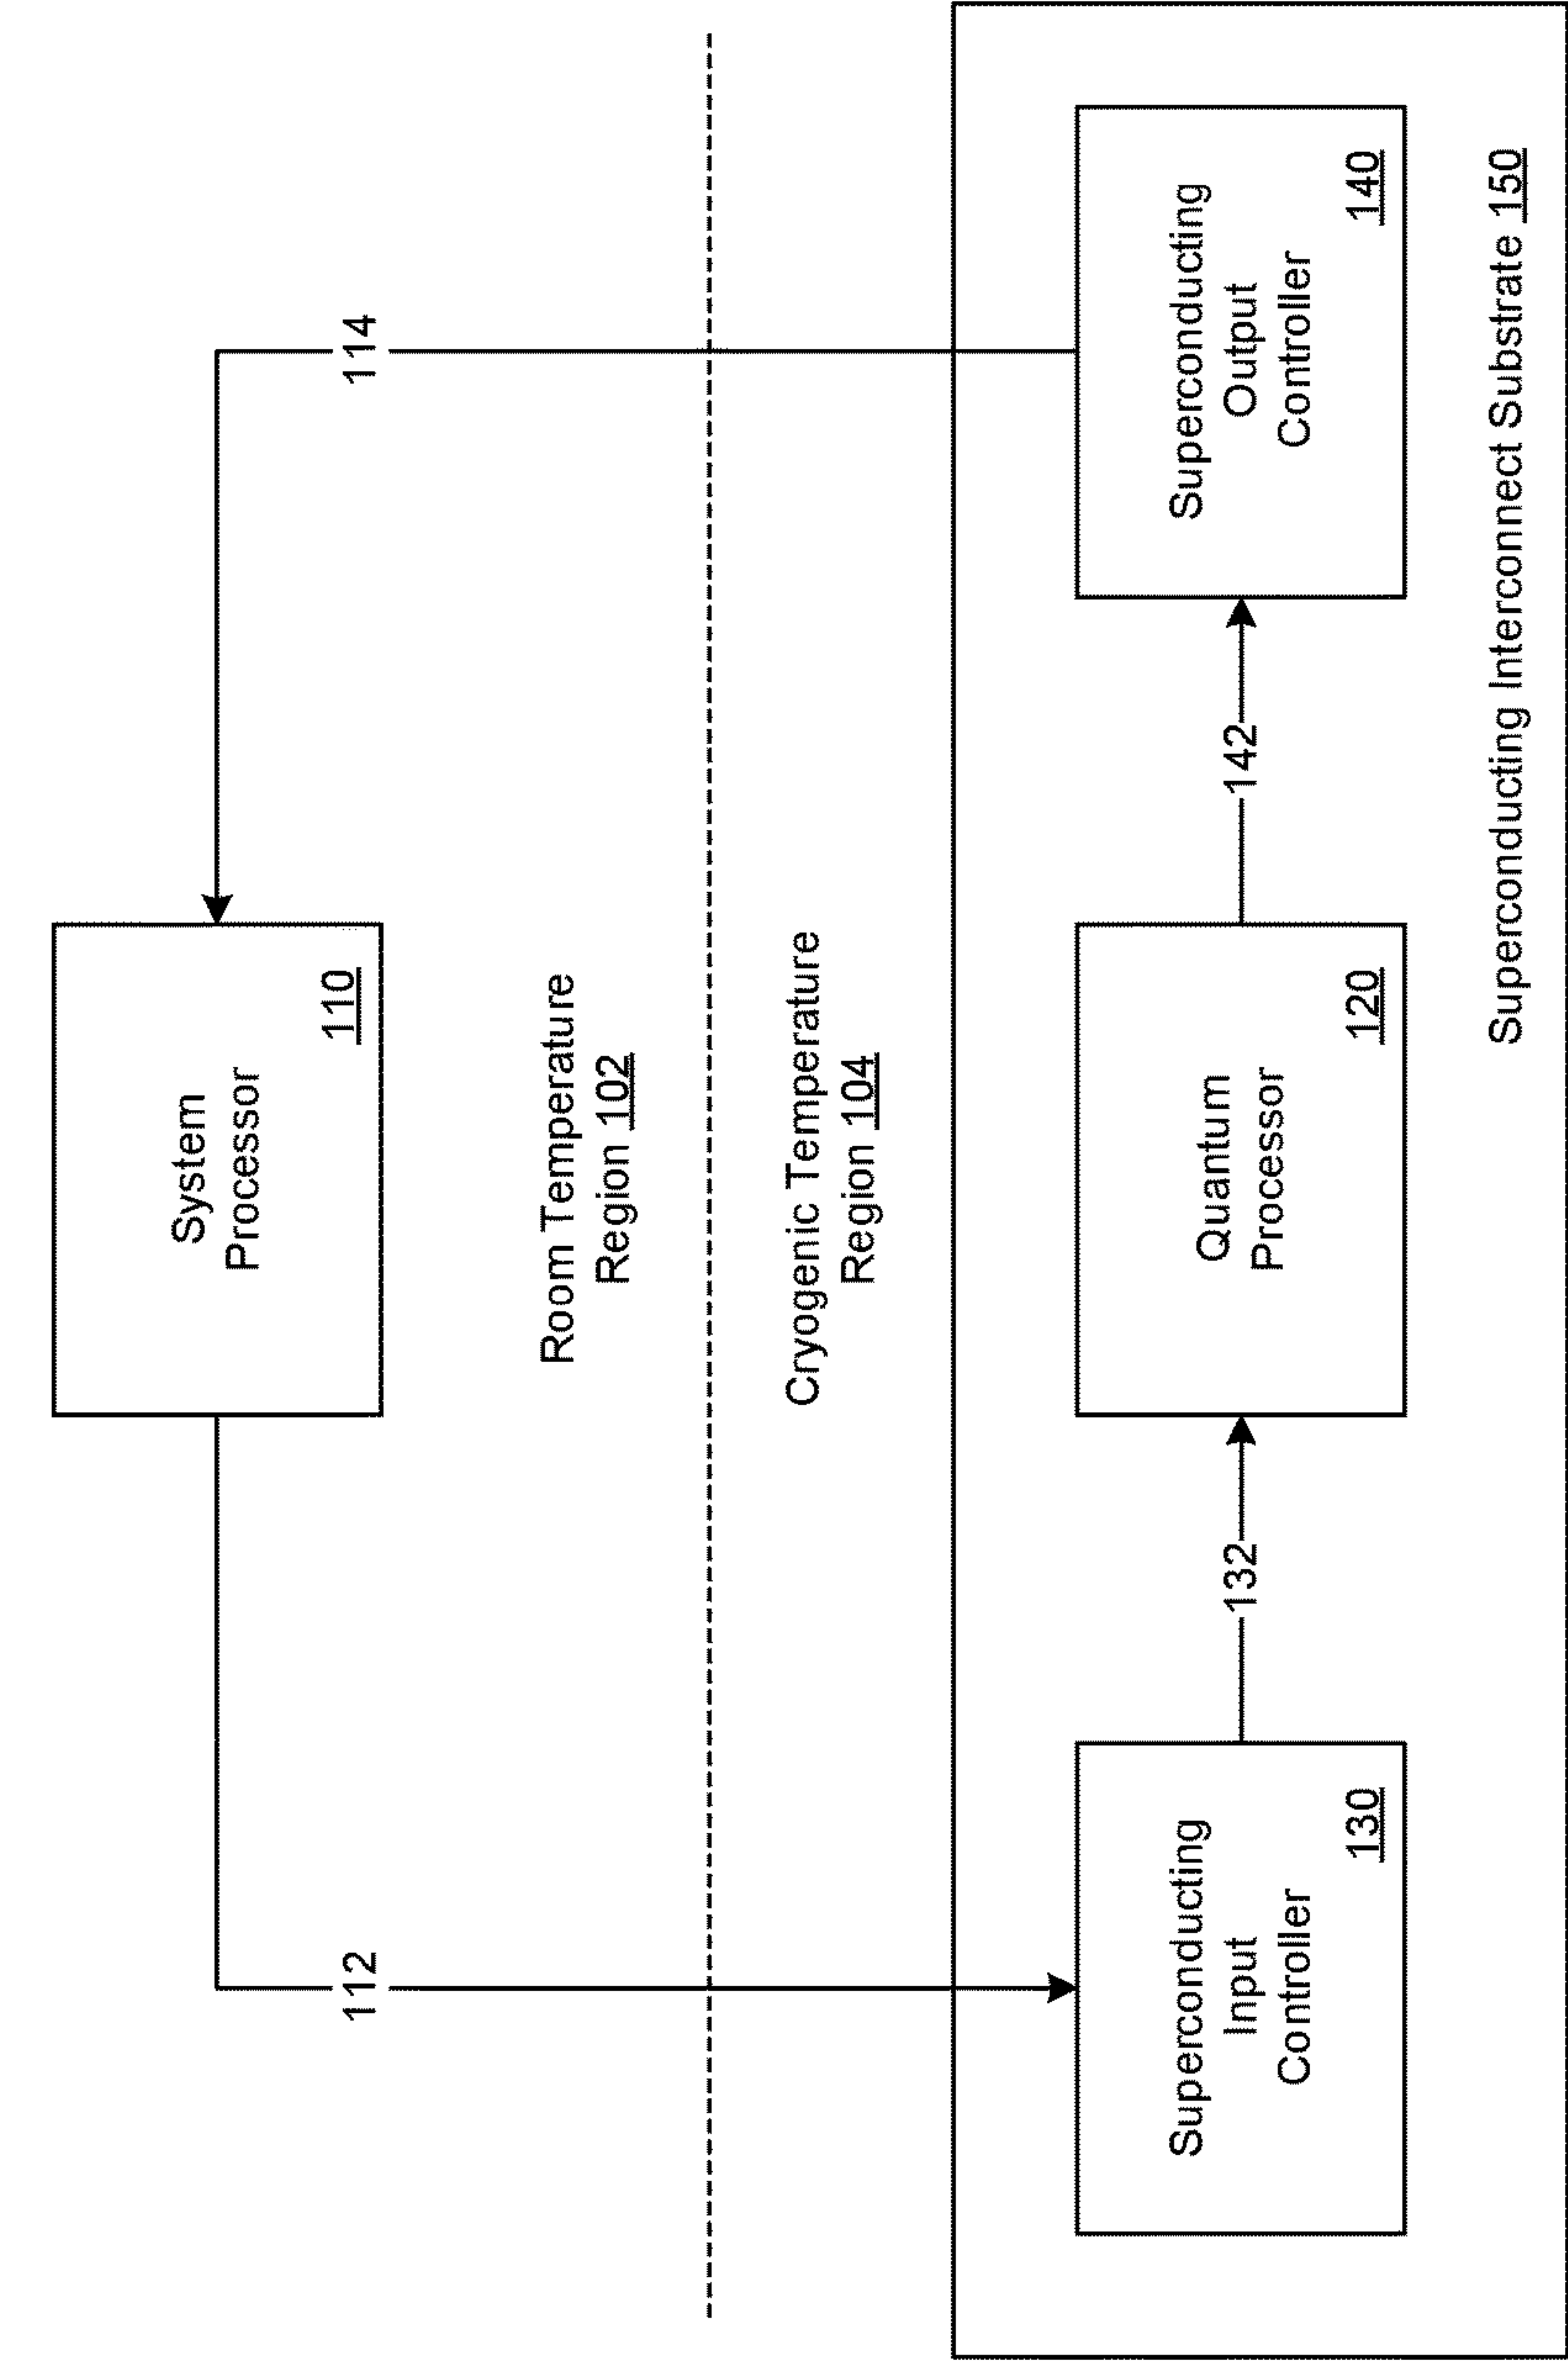 System
Processor
110
112
114
Room Temperature
Region 102
Cryogenic Temperature
Region 104
Superconducting
Input
Controller
130
132
Quantum
Processor
120
142
Superconducting
Output
Controller
140
Superconducting Interconnect Substrate 150